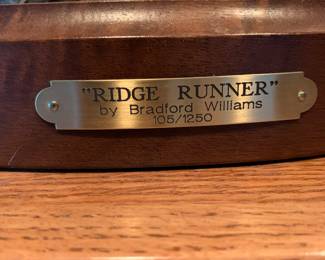 "RIDGE RUNNER"
by Bradford Williams
105/1250